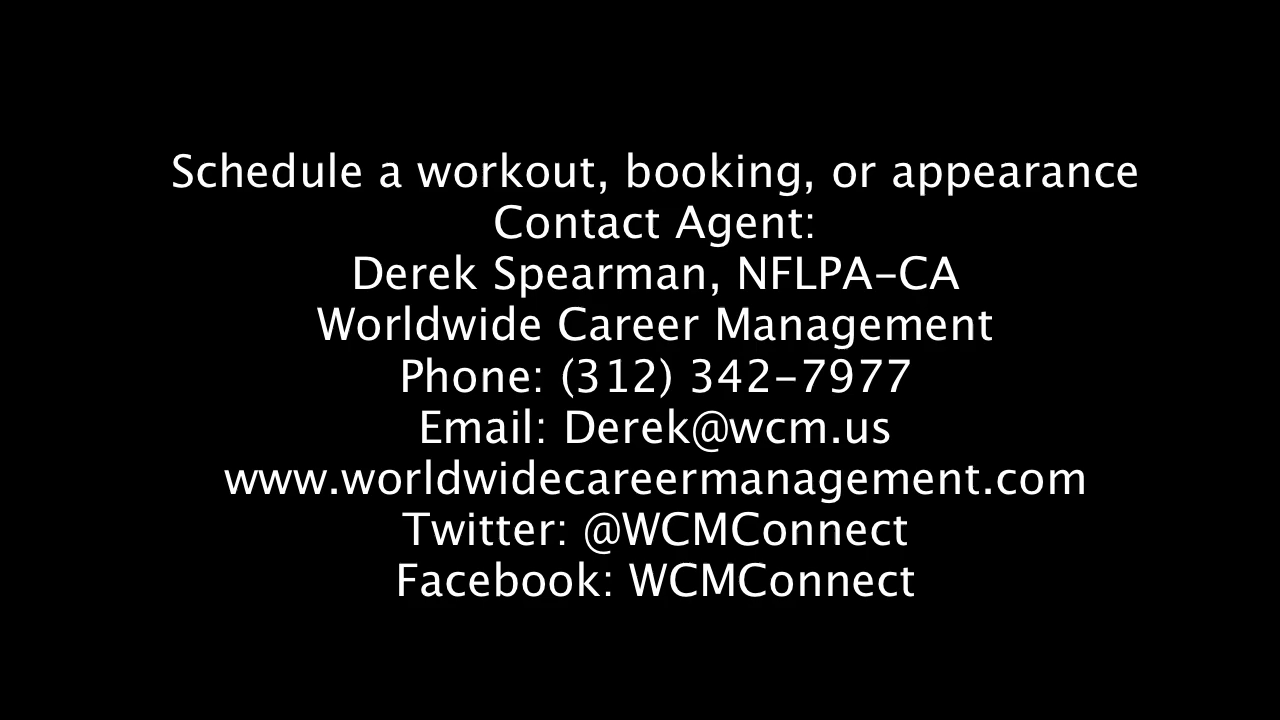 Schedule a workout, booking, or appearance
Contact Agent:
Derek Spearman, NFLPA-CA
Worldwide Career Management
Phone: (312) 342-7977
Email: Derek@wcm.us
www.worldwidecareermanagement.com
Twitter: @WCMConnect
Facebook: WCMConnect